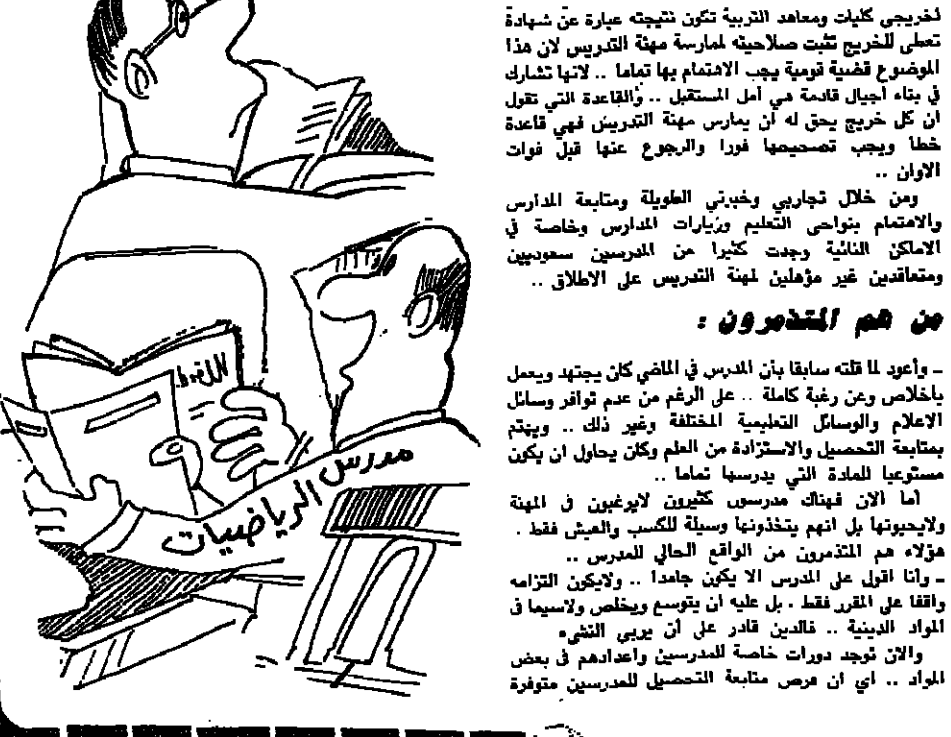 لخريجي كليات ومعاهد التربية تكون نتيجته عبارة عن شهادة
تعطى للخريج تثبت صلاحيته لممارسة مهنة التدريس لان هذا
الموضوع قضية قومية يجب الاهتمام بها تماما .. لانها تشارك
في بناء أجيال قادمة هي أمل المستقبل .. والقاعدة التي تقول
ان كل خريج يحق له أن يمارس مهنة التدريس فهي قاعدة
خطأ ويجب تصحيحها فورا والرجوع عنها قبل فوات
الاوان ..
ومن خلال تجاربي وخبرتي الطويلة ومتابعة المدارس
والاهتمام بنواحى التعليم وزيارات المدارس وخاصة في
الاماكن النائية وجدت كثيرا من المدرسين سعوديين
ومتعاقدين غير مؤهلين لمهنة التدريس على الاطلاق ..
من هم المتذمرون :
ـ وأعود لما قلته سابقا بأن المدرس في الماضي كان يجتهد ويعمل
باخلاص وعن رغبة كاملة .. على الرغم من عدم توافر وسائل
الاعلام والوسائل التعليمية المختلفة وغير ذلك .. ويهتم
بمتابعة التحصيل والاستزادة من العلم وكان يحاول ان يكون
مستوعبا للمادة التي يدرسها تماما ..
أما الان فهناك مدرسون كثيرون لايرغبون في المهنة
ولايحبونها بل انهم يتخذونها وسيلة للكسب والعيش فقط .
هؤلاء هم المتذمرون من الواقع الحالي للمدرس ..
ـ وأنا اقول على المدرس الا يكون جامدا .. ولايكون التزامه
واقفا على المقرر فقط . بل عليه أن يتوسع ويخلص ولاسيما في
المواد الدينية .. فالدين قادر على أن يربي النشيء
والان توجد دورات خاصة للمدرسين واعدادهم في بعض
المواد .. اي ان فرص متابعة التحصيل للمدرسين متوفرة
مدرس الرياضيات